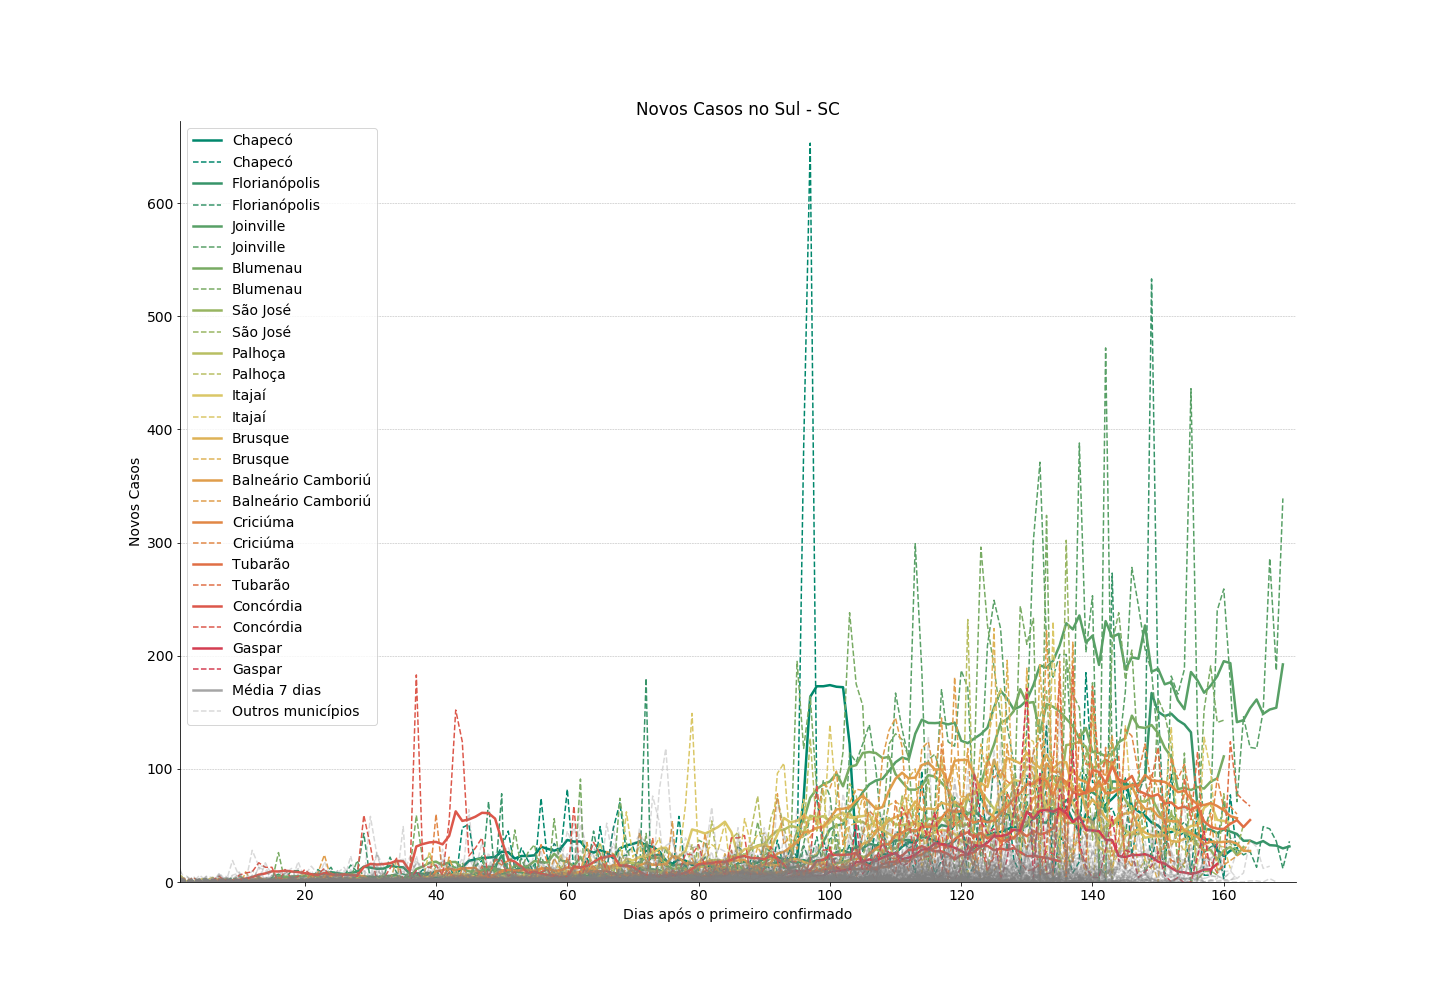 Novos Casos no Sul - SC
Chapecó
Chapecó
Florianópolis
Florianópolis
Joinville
Joinville
Blumenau
Blumenau
São José
São José
Palhoça
Palhoça
Itajaí
Itajaí
Brusque
Brusque
Balneário Camboriú
Balneário Camboriú
Criciúma
Criciúma
Tubarão
Tubarão
Concórdia
Concórdia
Gaspar
Gaspar
Média 7 dias
Outros municípios
600
500
400
300
200
100
0
Novos Casos
20 40 60 80 100 120 140 160
Dias após o primeiro confirmado